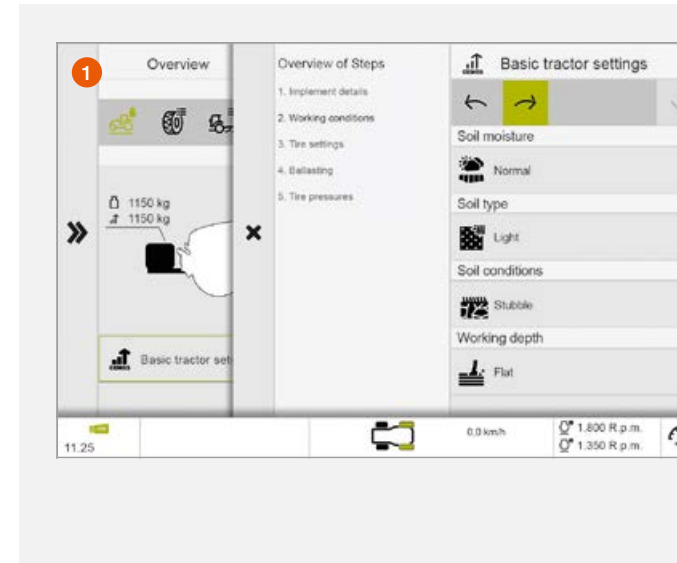 1
Overview
1150 kg
1150 kg
Basic tractor set
Overview of Steps
1. Implement details
2. Working conditions
3. Tire settings
4. Ballasting
5. Tire pressures
Basic tractor settings
Soil moisture
Normal
Soil type
Light
Soil conditions
Stubble
Working depth
Flat
11.25
0,0 km/h
1.800 R.p.m.
1.350 R.p.m.